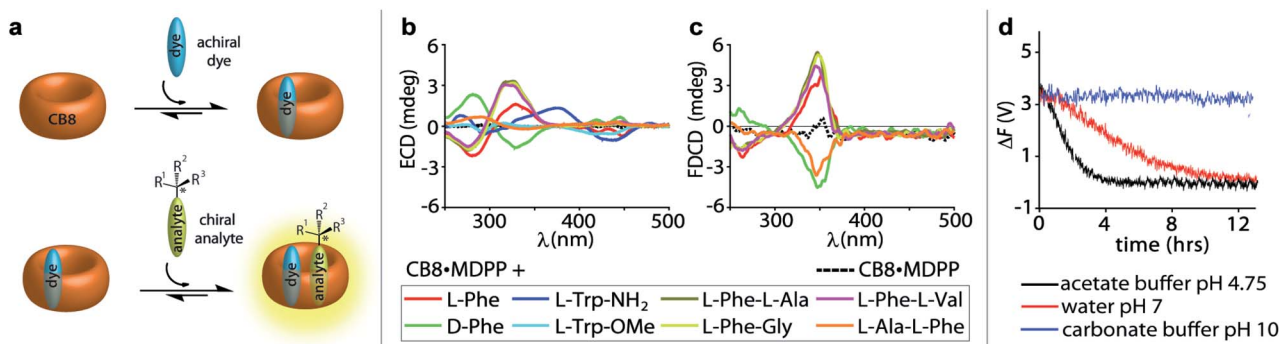 a
dye
achiral
dye
CB8
dye
R² 
R¹ R³
*
analyte
chiral
analyte
dye
R²
R¹ R³
*
dye
analyte
b
ECD (mdeg)
6
3
0
-3
-6
300
400
500
λ(nm)
c
FDCD (mdeg)
6
3
0
-3
-6
300
400
500
λ(nm)
CB8•MDPP +
CB8•MDPP
L-Phe L-Trp-NH₂ L-Phe-L-Ala L-Phe-L-Val
D-Phe L-Trp-OMe L-Phe-Gly L-Ala-L-Phe
d
ΔF (V)
5
3
1
-1
0 4 8 12
time (hrs)
acetate buffer pH 4.75
water pH 7
carbonate buffer pH 10